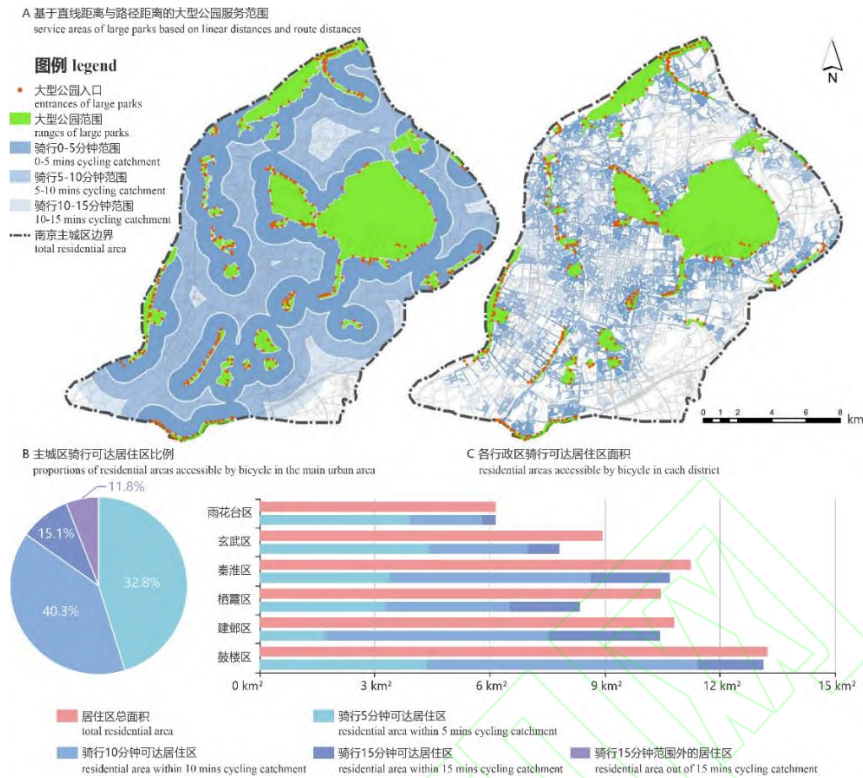 A 基于直线距离与路径距离的大型公园服务范围
service areas of large parks based on linear distances and route distances
图例 legend
大型公园入口
entrances of large parks
大型公园范围
ranges of large parks
骑行0-5分钟范围
0-5 mins cycling catchment
骑行5-10分钟范围
5-10 mins cycling catchment
骑行10-15分钟范围
10-15 mins cycling catchment
南京主城区边界
total residential area
N
0 1 2 4 6 8 km
B 主城区骑行可达居住区比例
proportions of residential areas accessible by bicycle in the main urban area
11.8%
15.1%
32.8%
40.3%
C 各行政区骑行可达居住区面积
residential areas accessible by bicycle in each district
雨花台区
玄武区
秦淮区
栖霞区
建邺区
鼓楼区
0 km² 3 km² 6 km² 9 km² 12 km² 15 km²
居住区总面积
total residential area
骑行5分钟可达居住区
residential area within 5 mins cycling catchment
骑行10分钟可达居住区
residential area within 10 mins cycling catchment
骑行15分钟可达居住区
residential area within 15 mins cycling catchment
骑行15分钟范围外的居住区
residential area out of 15 mins cycling catchment